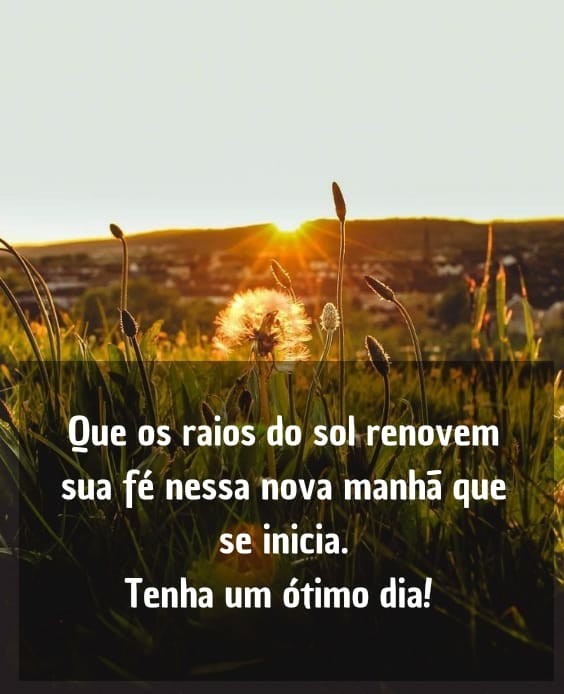 Que os raios do sol renovem
sua fé nessa nova manhã que
se inicia.
Tenha um ótimo dia!